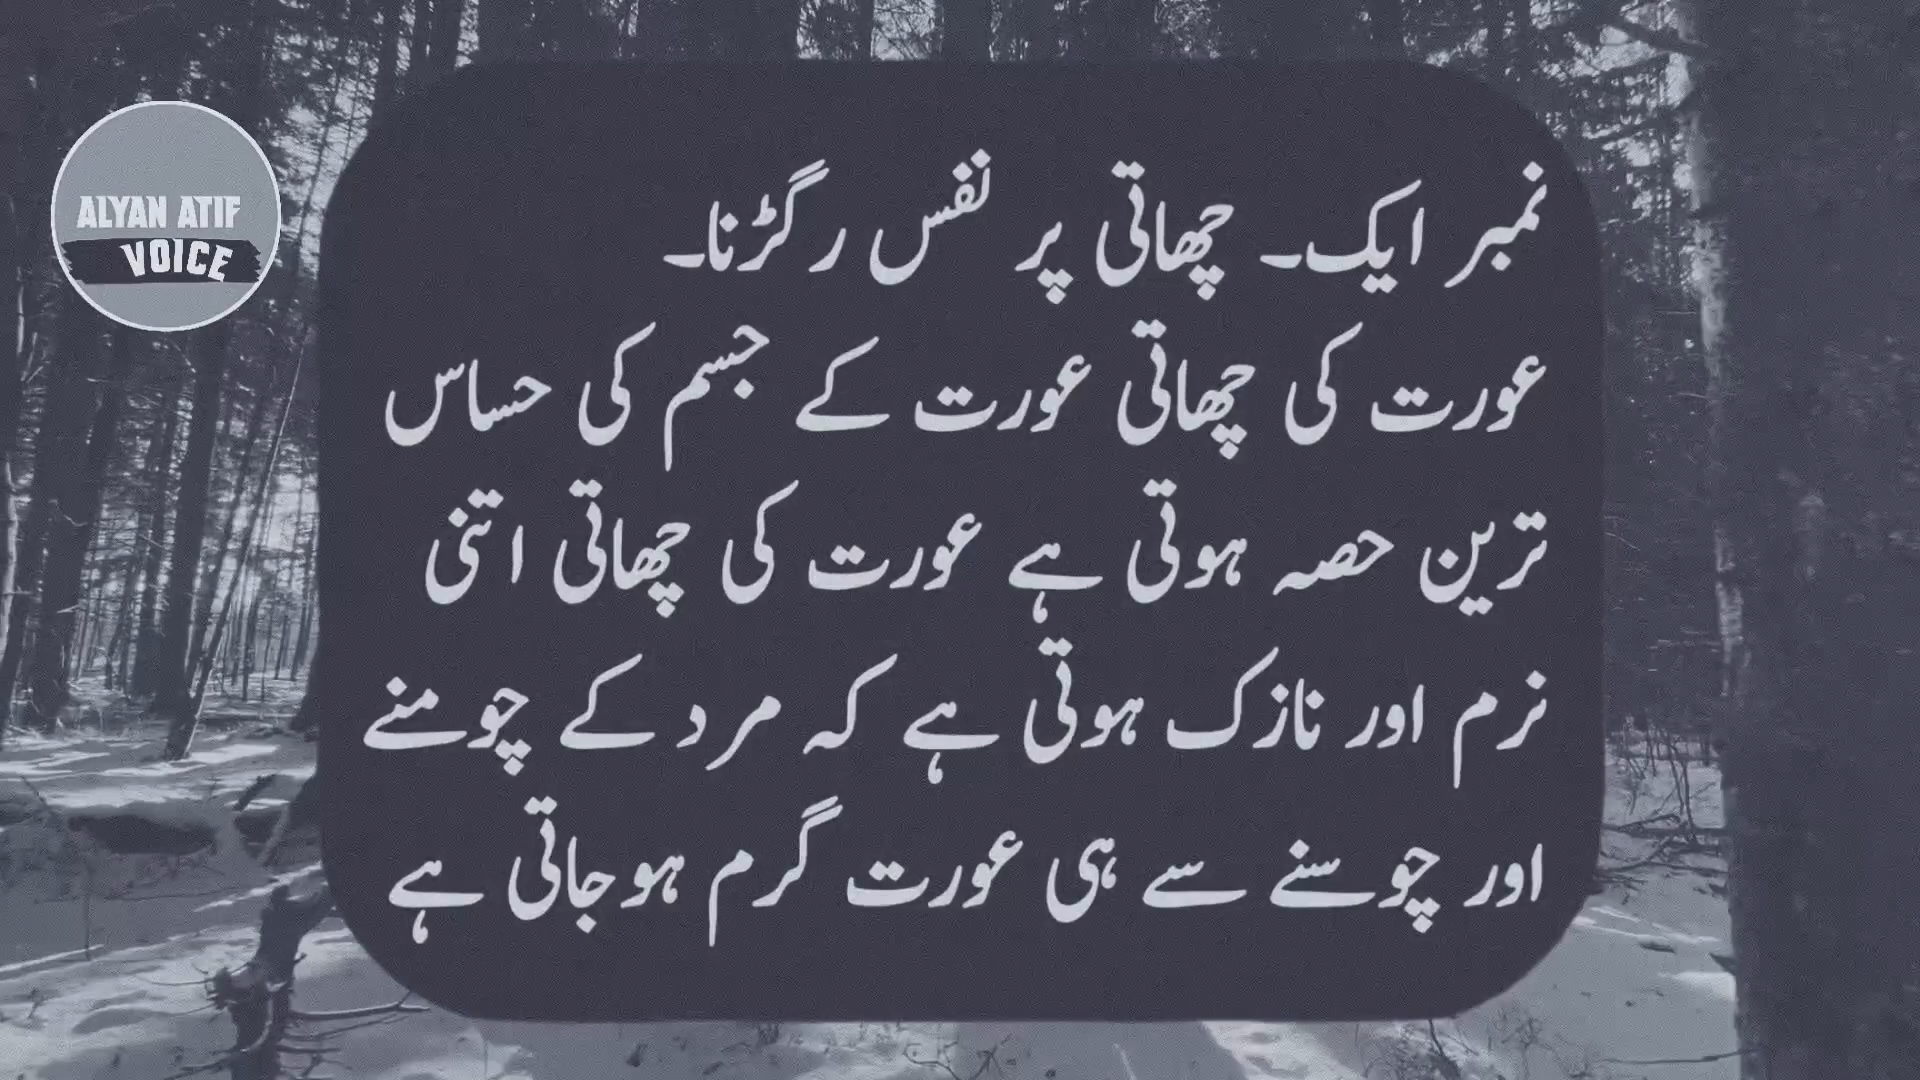 ALYAN ATIF
VOICE
نمبر ایک۔ چھاتی پر نفس رگڑنا۔
عورت کی چھاتی عورت کے جسم کی حساس
ترین حصہ ہوتی ہے عورت کی چھاتی اتنی
نرم اور نازک ہوتی ہے کہ مرد کے چومنے
اور چوسنے سے ہی عورت گرم ہوجاتی ہے